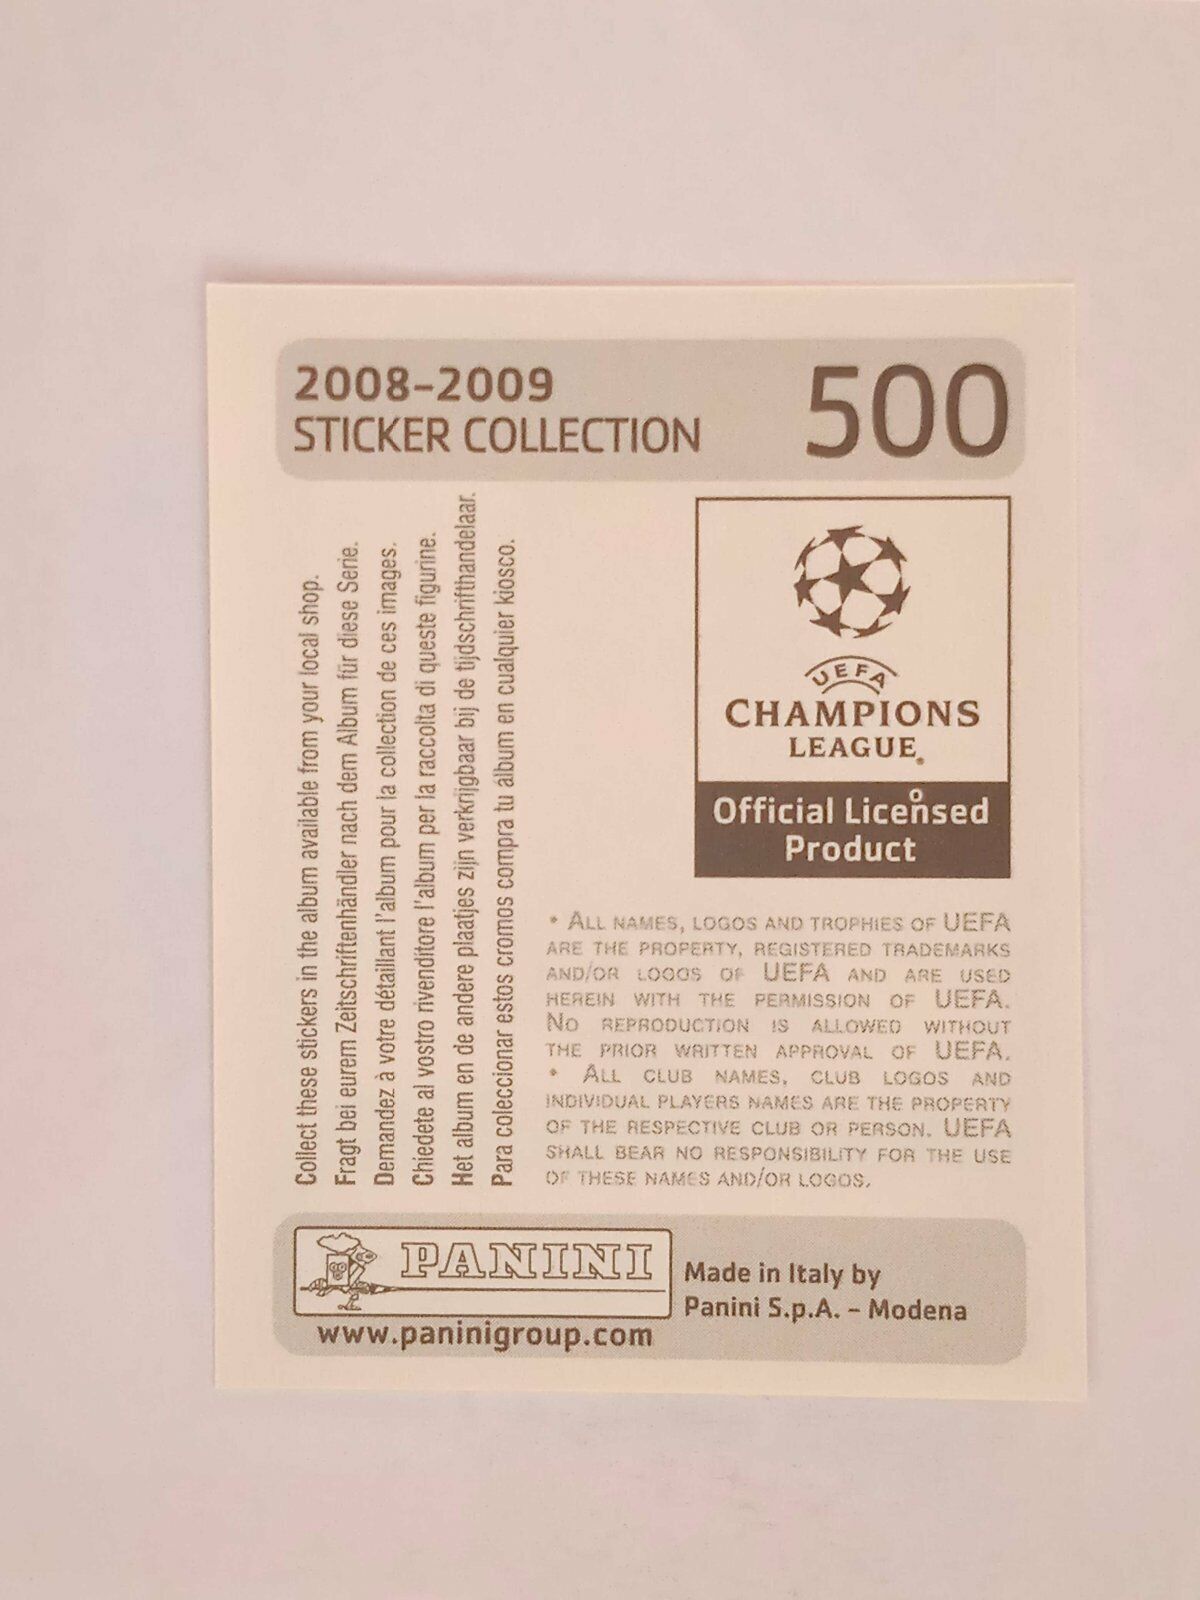 2008–2009
STICKER COLLECTION
500
Collect these stickers in the album available from your local shop.
Fragt bei eurem Zeitschriftenhändler nach dem Album für diese Serie.
Demandez à votre détaillant l'album pour la collection de ces images.
Chiedete al vostro rivenditore l'album per la raccolta di queste figurine.
Het album en de andere plaatjes zijn verkrijgbaar bij de tijdschrifthandelaar.
Para coleccionar estos cromos compra tu álbum en cualquier kiosco.
UEFA
CHAMPIONS
LEAGUE®
Official Licensed
Product
• ALL NAMES, LOGOS AND TROPHIES OF UEFA
ARE THE PROPERTY, REGISTERED TRADEMARKS
AND/OR LOGOS OF UEFA AND ARE USED
HEREIN WITH THE PERMISSION OF UEFA.
NO REPRODUCTION IS ALLOWED WITHOUT
THE PRIOR WRITTEN APPROVAL OF UEFA.
• ALL CLUB NAMES, CLUB LOGOS AND
INDIVIDUAL PLAYERS NAMES ARE THE PROPERTY
OF THE RESPECTIVE CLUB OR PERSON. UEFA
SHALL BEAR NO RESPONSIBILITY FOR THE USE
OF THESE NAMES AND/OR LOGOS.
PANINI
www.paninigroup.com
Made in Italy by
Panini S.p.A. – Modena